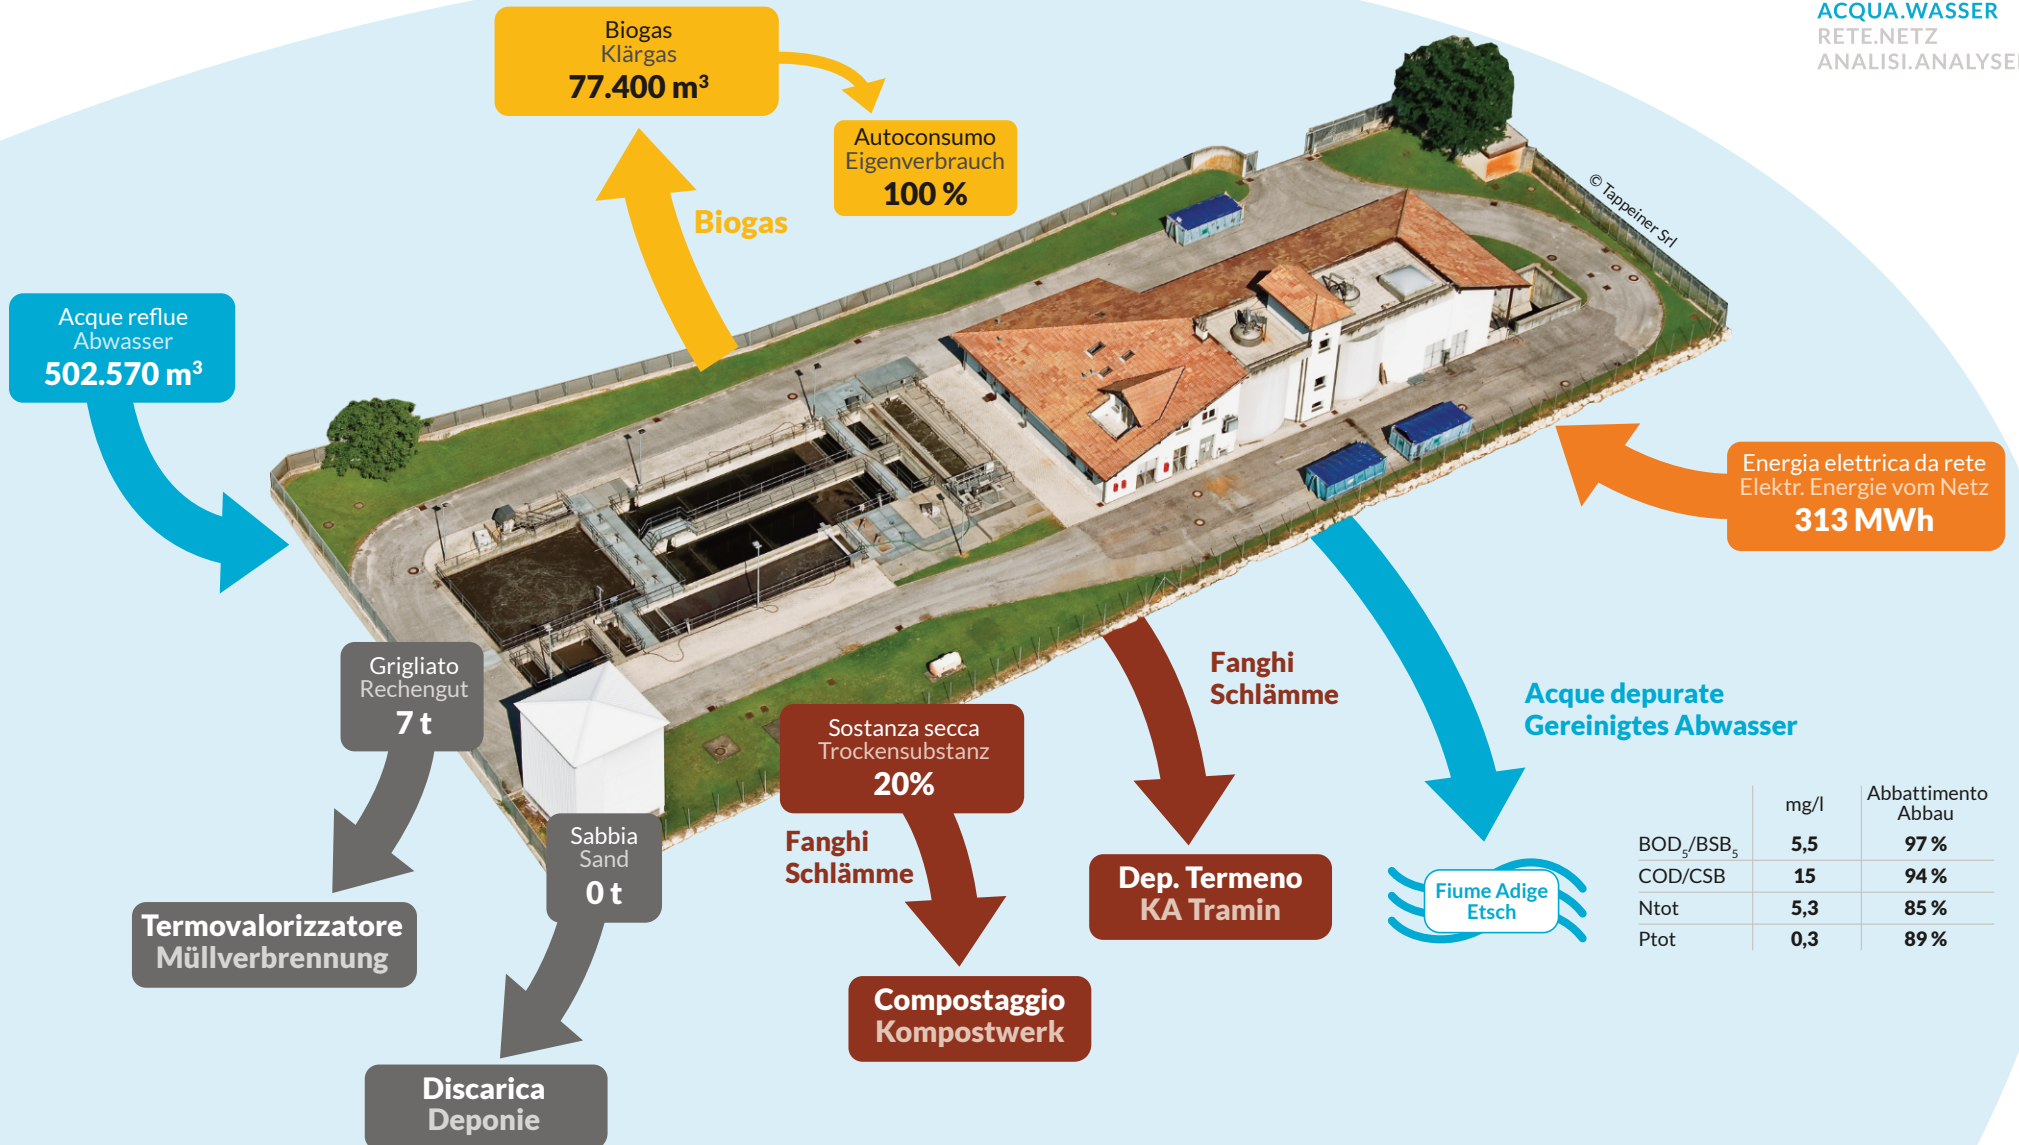 ACQUA.WASSER
RETE.NETZ
Biogas
Klärgas
77.400 m³
Autoconsumo
Eigenverbrauch
100 %
Biogas
© Tappeiner Srl
Acque reflue
Abwasser
502.570 m³
Energia elettrica da rete
Elektr. Energie vom Netz
313 MWh
Grigliato
Rechengut
7 t
Termovalorizzatore
Müllverbrennung
Sabbia
Sand
0 t
Discarica
Deponie
Sostanza secca
Trockensubstanz
20%
Fanghi
Schlämme
Compostaggio
Kompostwerk
Fanghi
Schlämme
Dep. Termeno
KA Tramin
Acque depurate
Gereinigtes Abwasser
Fiume Adige
Etsch
mg/l Abbattimento
Abbau
BOD₅/BSB₅ 5,5 97 %
COD/CSB 15 94 %
Ntot 5,3 85 %
Ptot 0,3 89 %